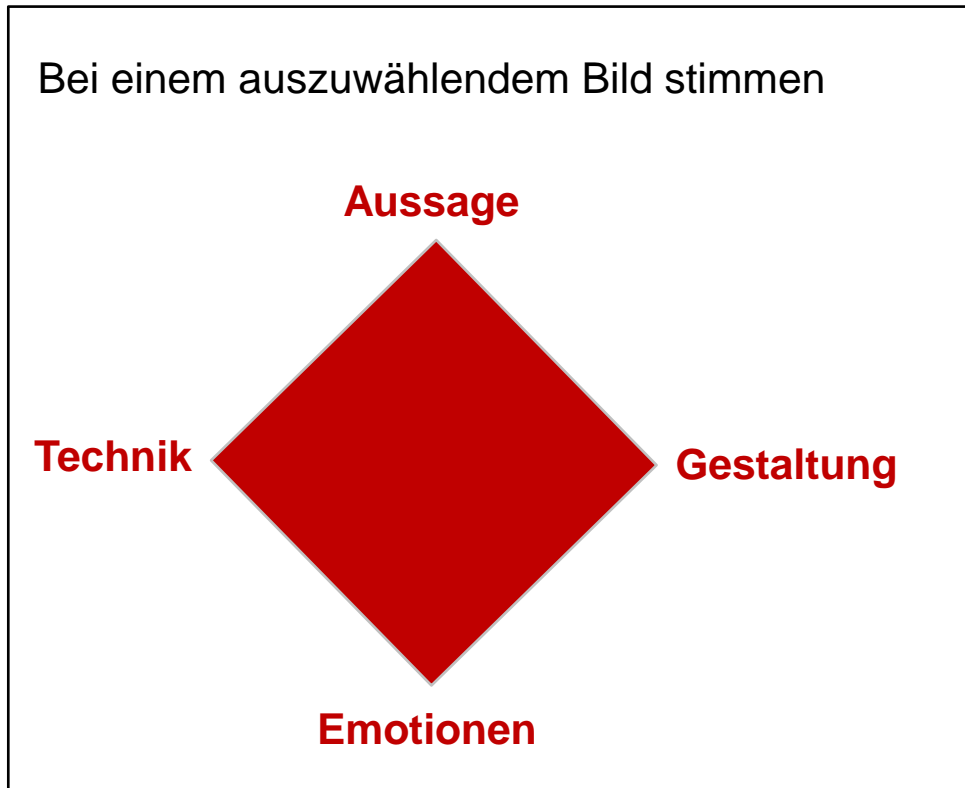 Bei einem auszuwählendem Bild stimmen
Aussage
Technik
Gestaltung
Emotionen